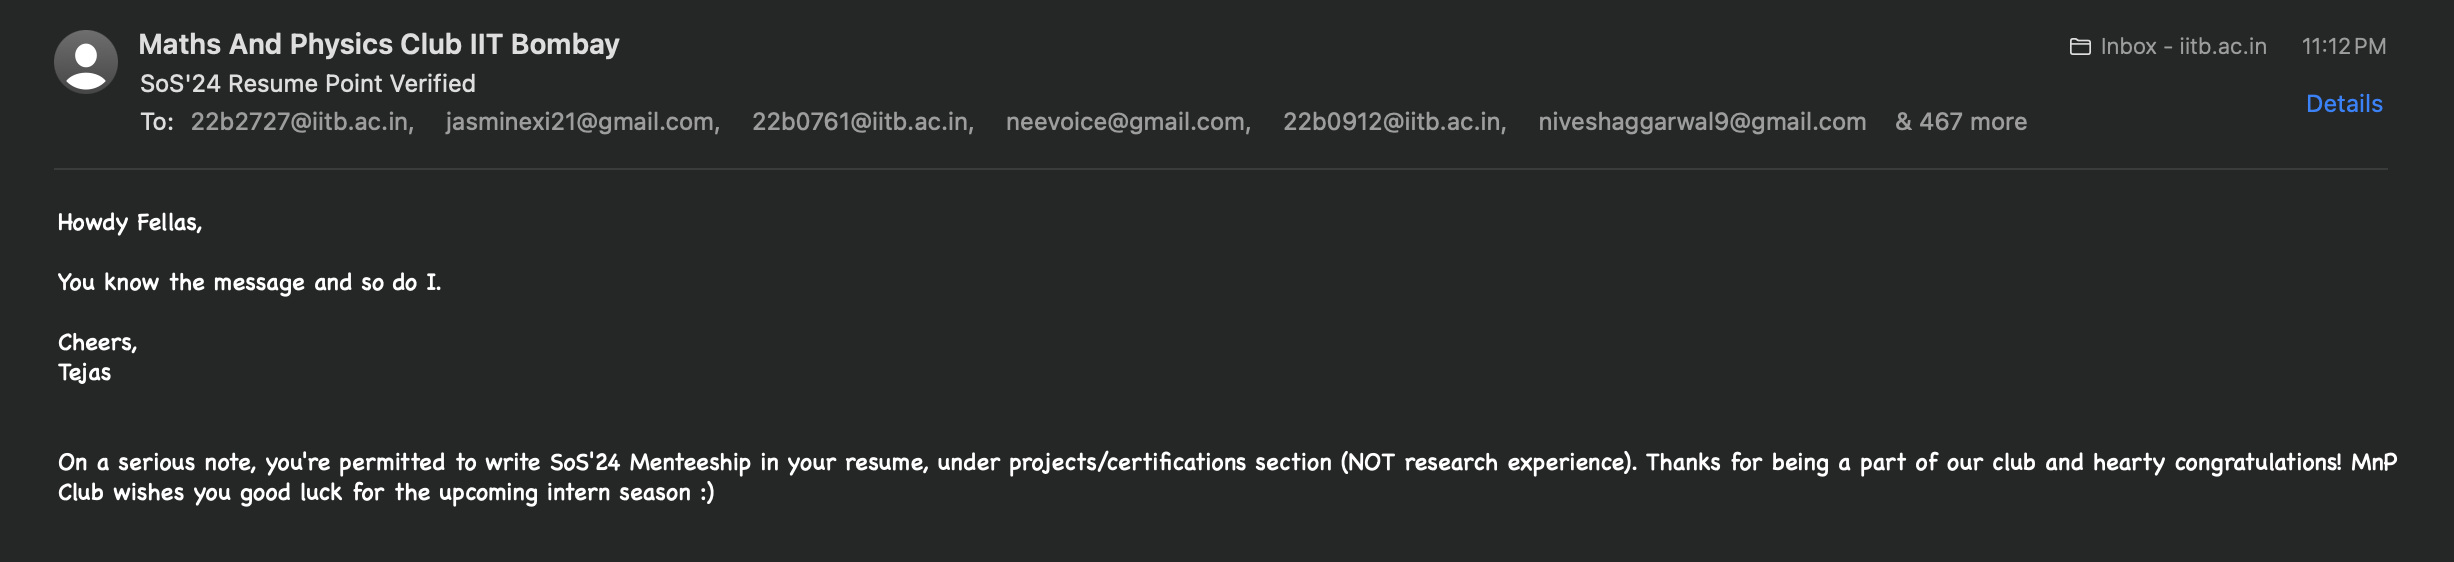 Maths And Physics Club IIT Bombay
Inbox - iitb.ac.in 11:12 PM
SoS'24 Resume Point Verified
Details
To: 22b2727@iitb.ac.in, jasminexi21@gmail.com, 22b0761@iitb.ac.in, neevoice@gmail.com, 22b0912@iitb.ac.in, niveshaggarwal9@gmail.com & 467 more
Howdy Fellas,
You know the message and so do I.
Cheers,
Tejas
On a serious note, you're permitted to write SoS'24 Menteeship in your resume, under projects/certifications section (NOT research experience). Thanks for being a part of our club and hearty congratulations! MnP
Club wishes you good luck for the upcoming intern season :)